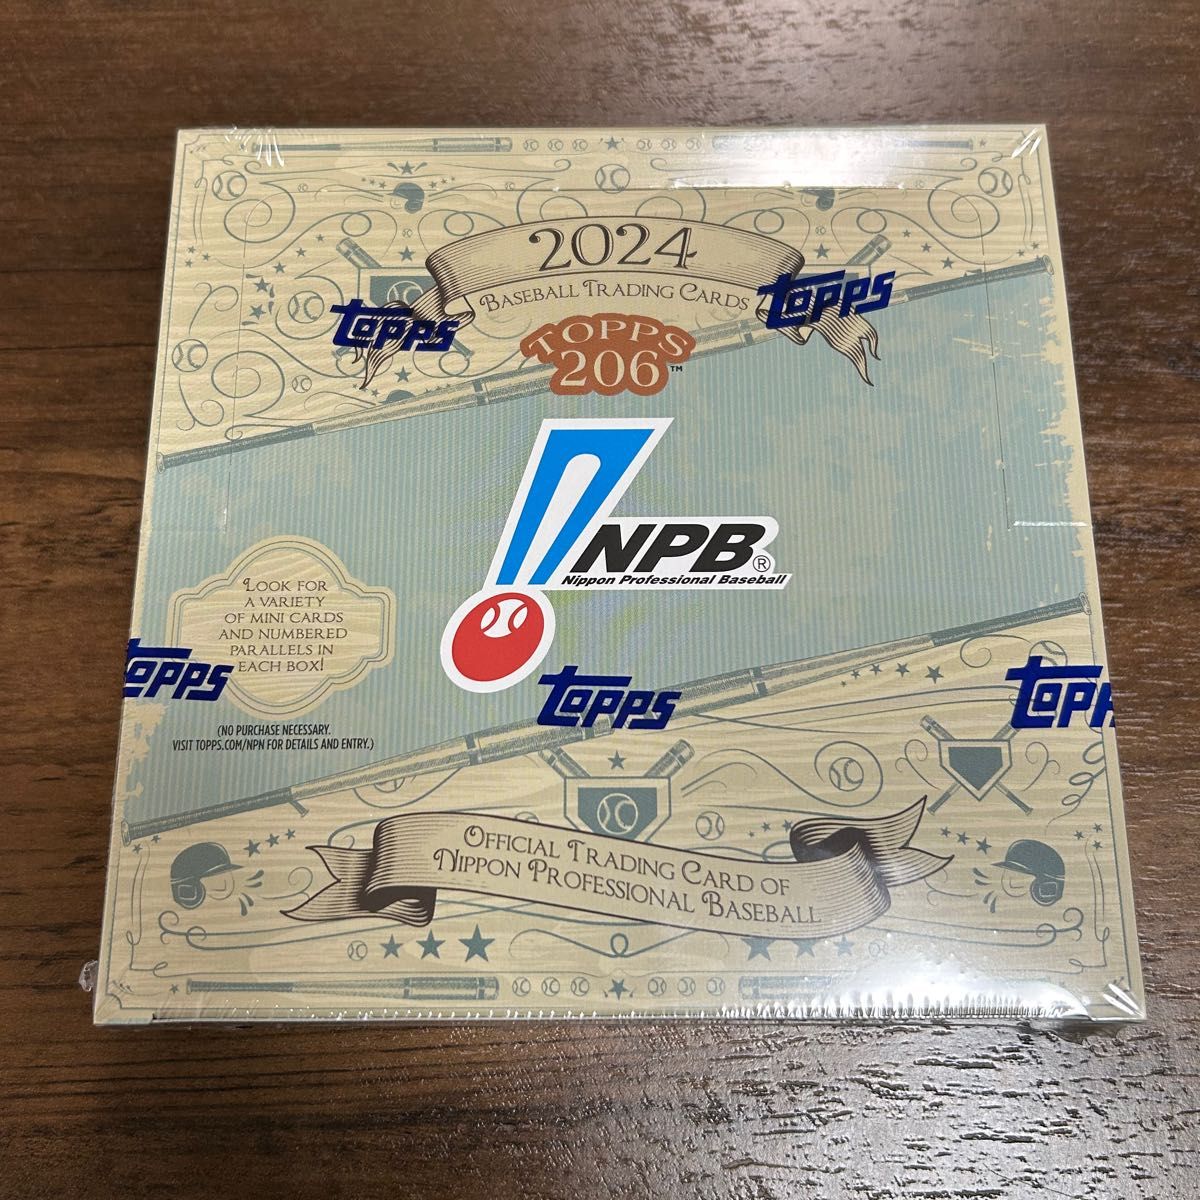 2024
BASEBALL TRADING CARDS
topps
topps
TOPPS
206™
NPB®
Nippon Professional Baseball
LOOK FOR
A VARIETY
OF MINI CARDS
AND NUMBERED
PARALLELS IN
EACH BOX!
topps
topps
topps
(NO PURCHASE NECESSARY.
VISIT TOPPS.COM/NPN FOR DETAILS AND ENTRY.)
OFFICIAL TRADING CARD OF
NIPPON PROFESSIONAL BASEBALL